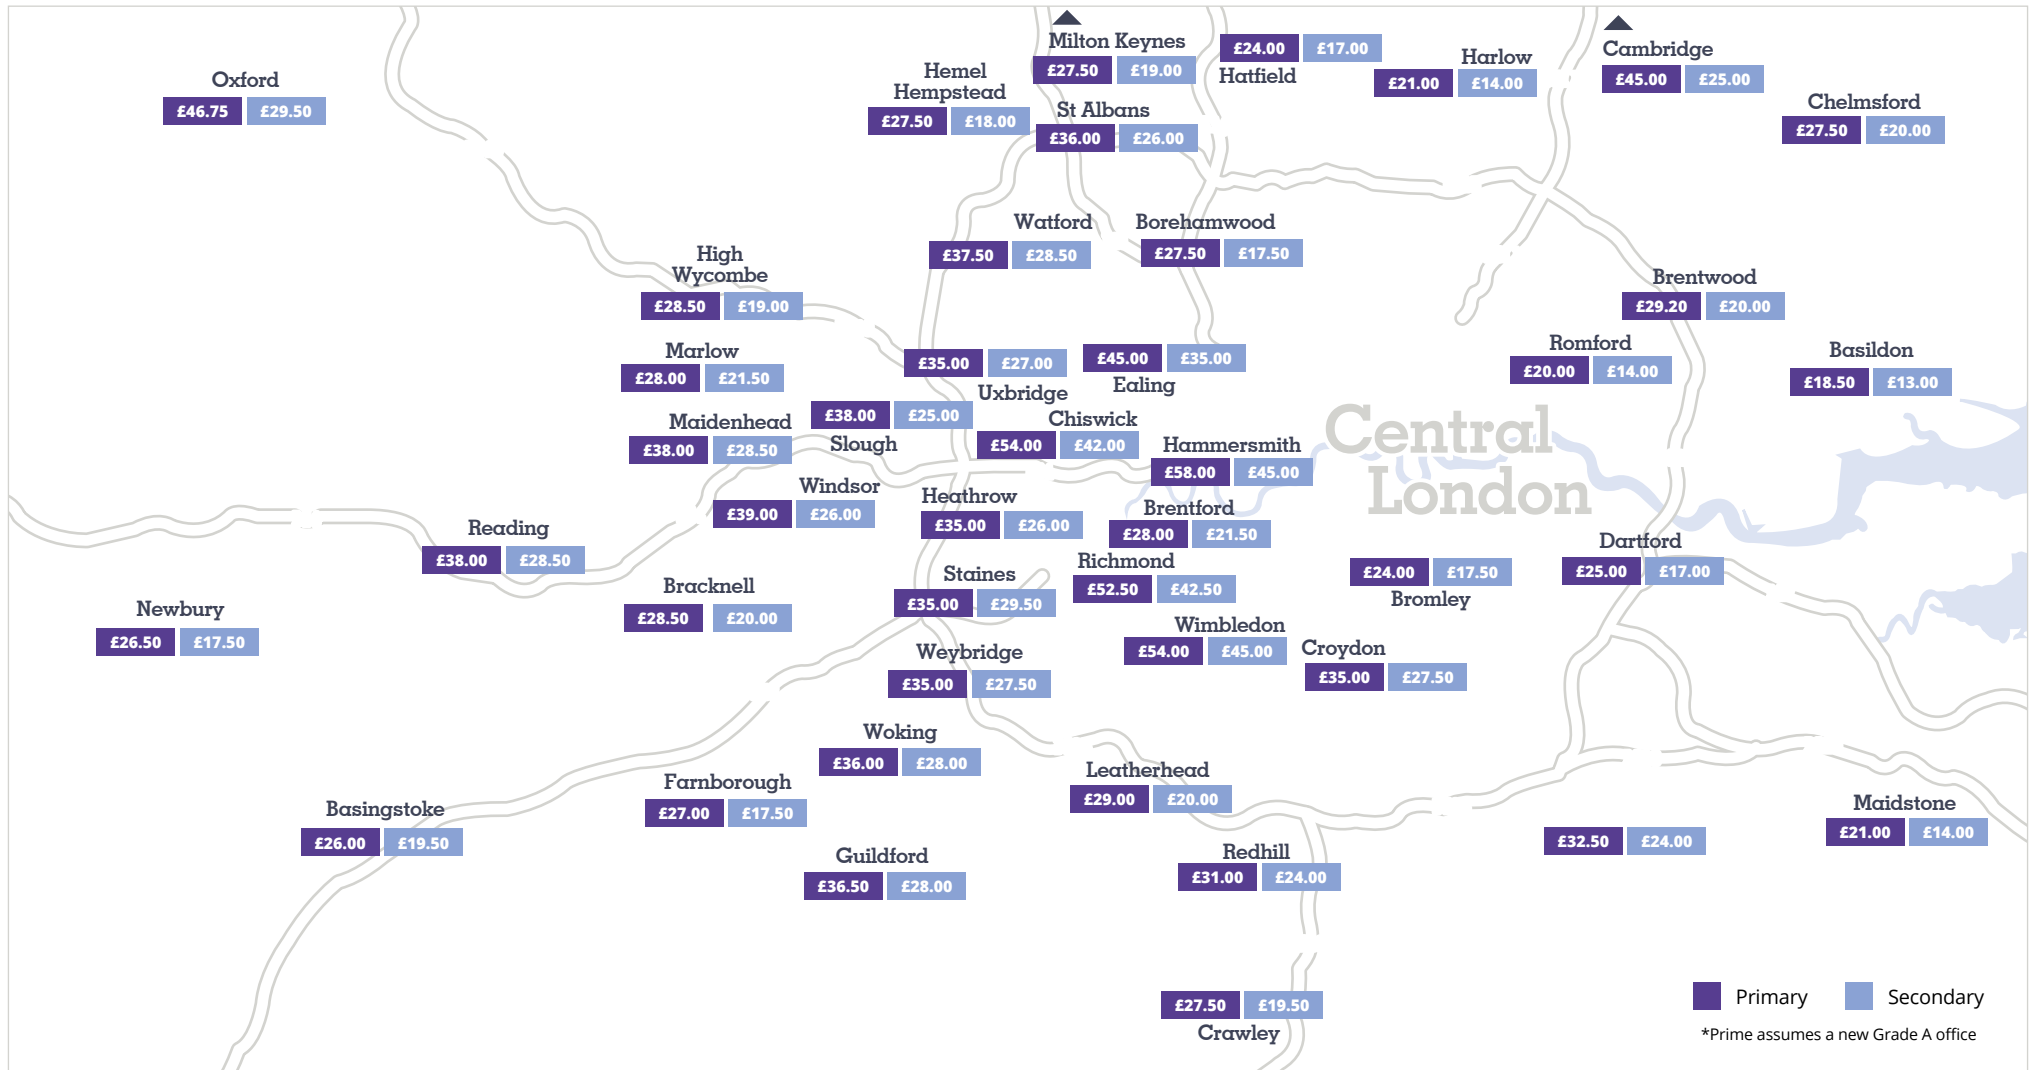 Milton Keynes
£27.50 £19.00
£24.00 £17.00
Hatfield
Harlow
£21.00 £14.00
Cambridge
£45.00 £25.00
Oxford
£46.75 £29.50
Hemel
Hempstead
£27.50 £18.00
St Albans
£36.00 £26.00
Chelmsford
£27.50 £20.00
Watford
£37.50 £28.50
Borehamwood
£27.50 £17.50
High
Wycombe
£28.50 £19.00
Brentwood
£29.20 £20.00
Marlow
£28.00 £21.50
£35.00 £27.00
Uxbridge
£45.00 £35.00
Ealing
Romford
£20.00 £14.00
Basildon
£18.50 £13.00
Maidenhead
£38.00 £28.50
£38.00 £25.00
Slough
Chiswick
£54.00 £42.00
Hammersmith
£58.00 £45.00
Central
London
Windsor
£39.00 £26.00
Heathrow
£35.00 £26.00
Brentford
£28.00 £21.50
Reading
£38.00 £28.50
Richmond
£52.50 £42.50
£24.00 £17.50
Bromley
Dartford
£25.00 £17.00
Newbury
£26.50 £17.50
Bracknell
£28.50 £20.00
Staines
£35.00 £29.50
Wimbledon
£54.00 £45.00
Croydon
£35.00 £27.50
Weybridge
£35.00 £27.50
Woking
£36.00 £28.00
Farnborough
£27.00 £17.50
Leatherhead
£29.00 £20.00
Basingstoke
£26.00 £19.50
Guildford
£36.50 £28.00
Redhill
£31.00 £24.00
£32.50 £24.00
Maidstone
£21.00 £14.00
£27.50 £19.50
Crawley
Primary Secondary
*Prime assumes a new Grade A office